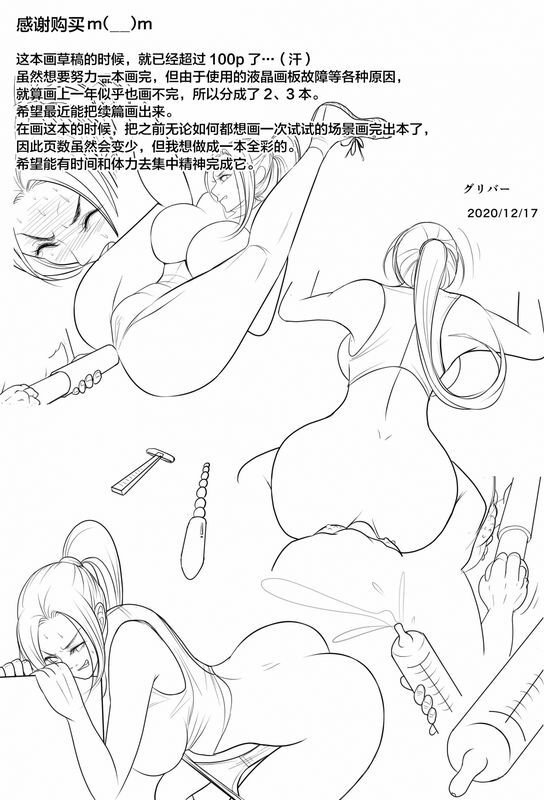 感谢购买 m(__)m
这本画草稿的时候，就已经超过 100p 了…（汗）
虽然想要努力一本画完，但由于使用的液晶画板故障等各种原因，
就算画上一年似乎也画不完，所以分成了 2、3 本。
希望最近能把续篇画出来。
在画这本的时候、把之前无论如何都想画一次试试的场景画完出本了，
因此页数虽然会变少，但我想做成一本全彩的。
希望能有时间和体力去集中精神完成它。
グリバー
2020/12/17